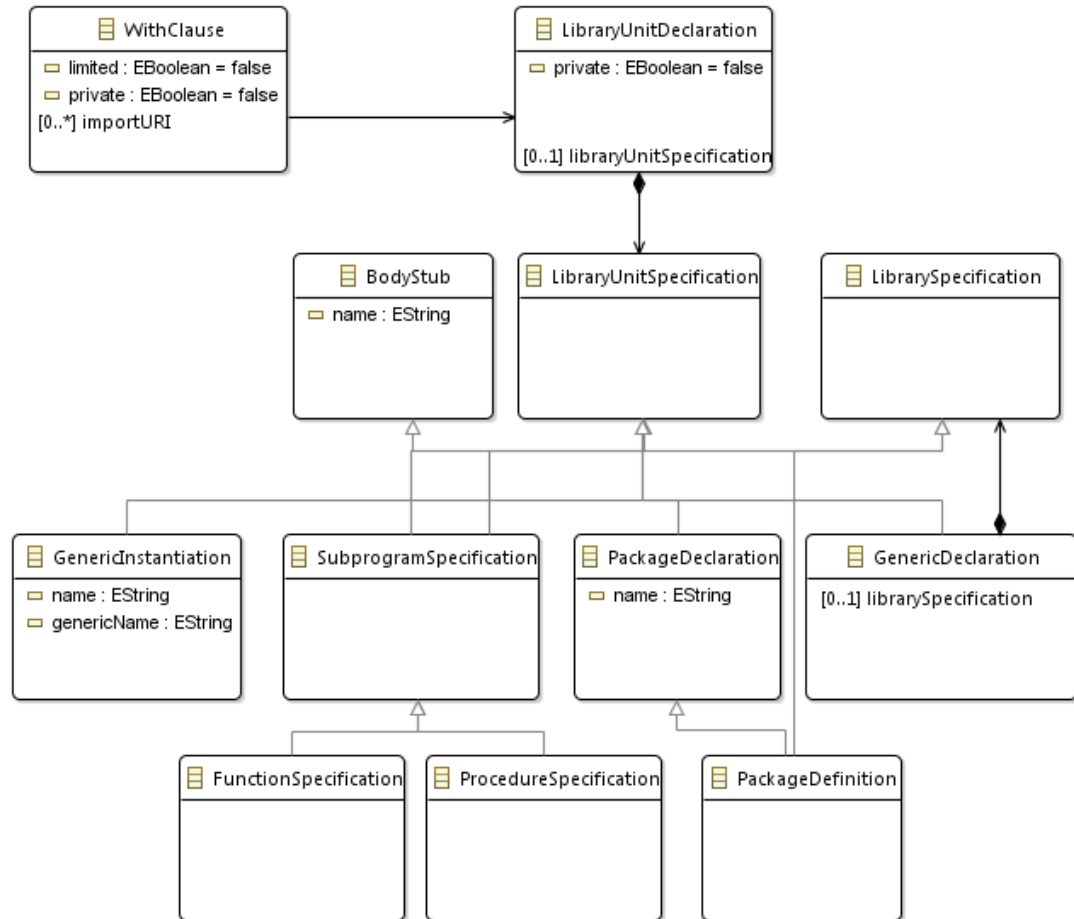 WithClause
limited : EBoolean = false
private : EBoolean = false
[0..*] importURI
LibraryUnitDeclaration
private : EBoolean = false
[0..1] libraryUnitSpecification
BodyStub
name : EString
LibraryUnitSpecification
LibrarySpecification
GenericInstantiation
name : EString
genericName : EString
SubprogramSpecification
PackageDeclaration
name : EString
GenericDeclaration
[0..1] librarySpecification
FunctionSpecification
ProcedureSpecification
PackageDefinition